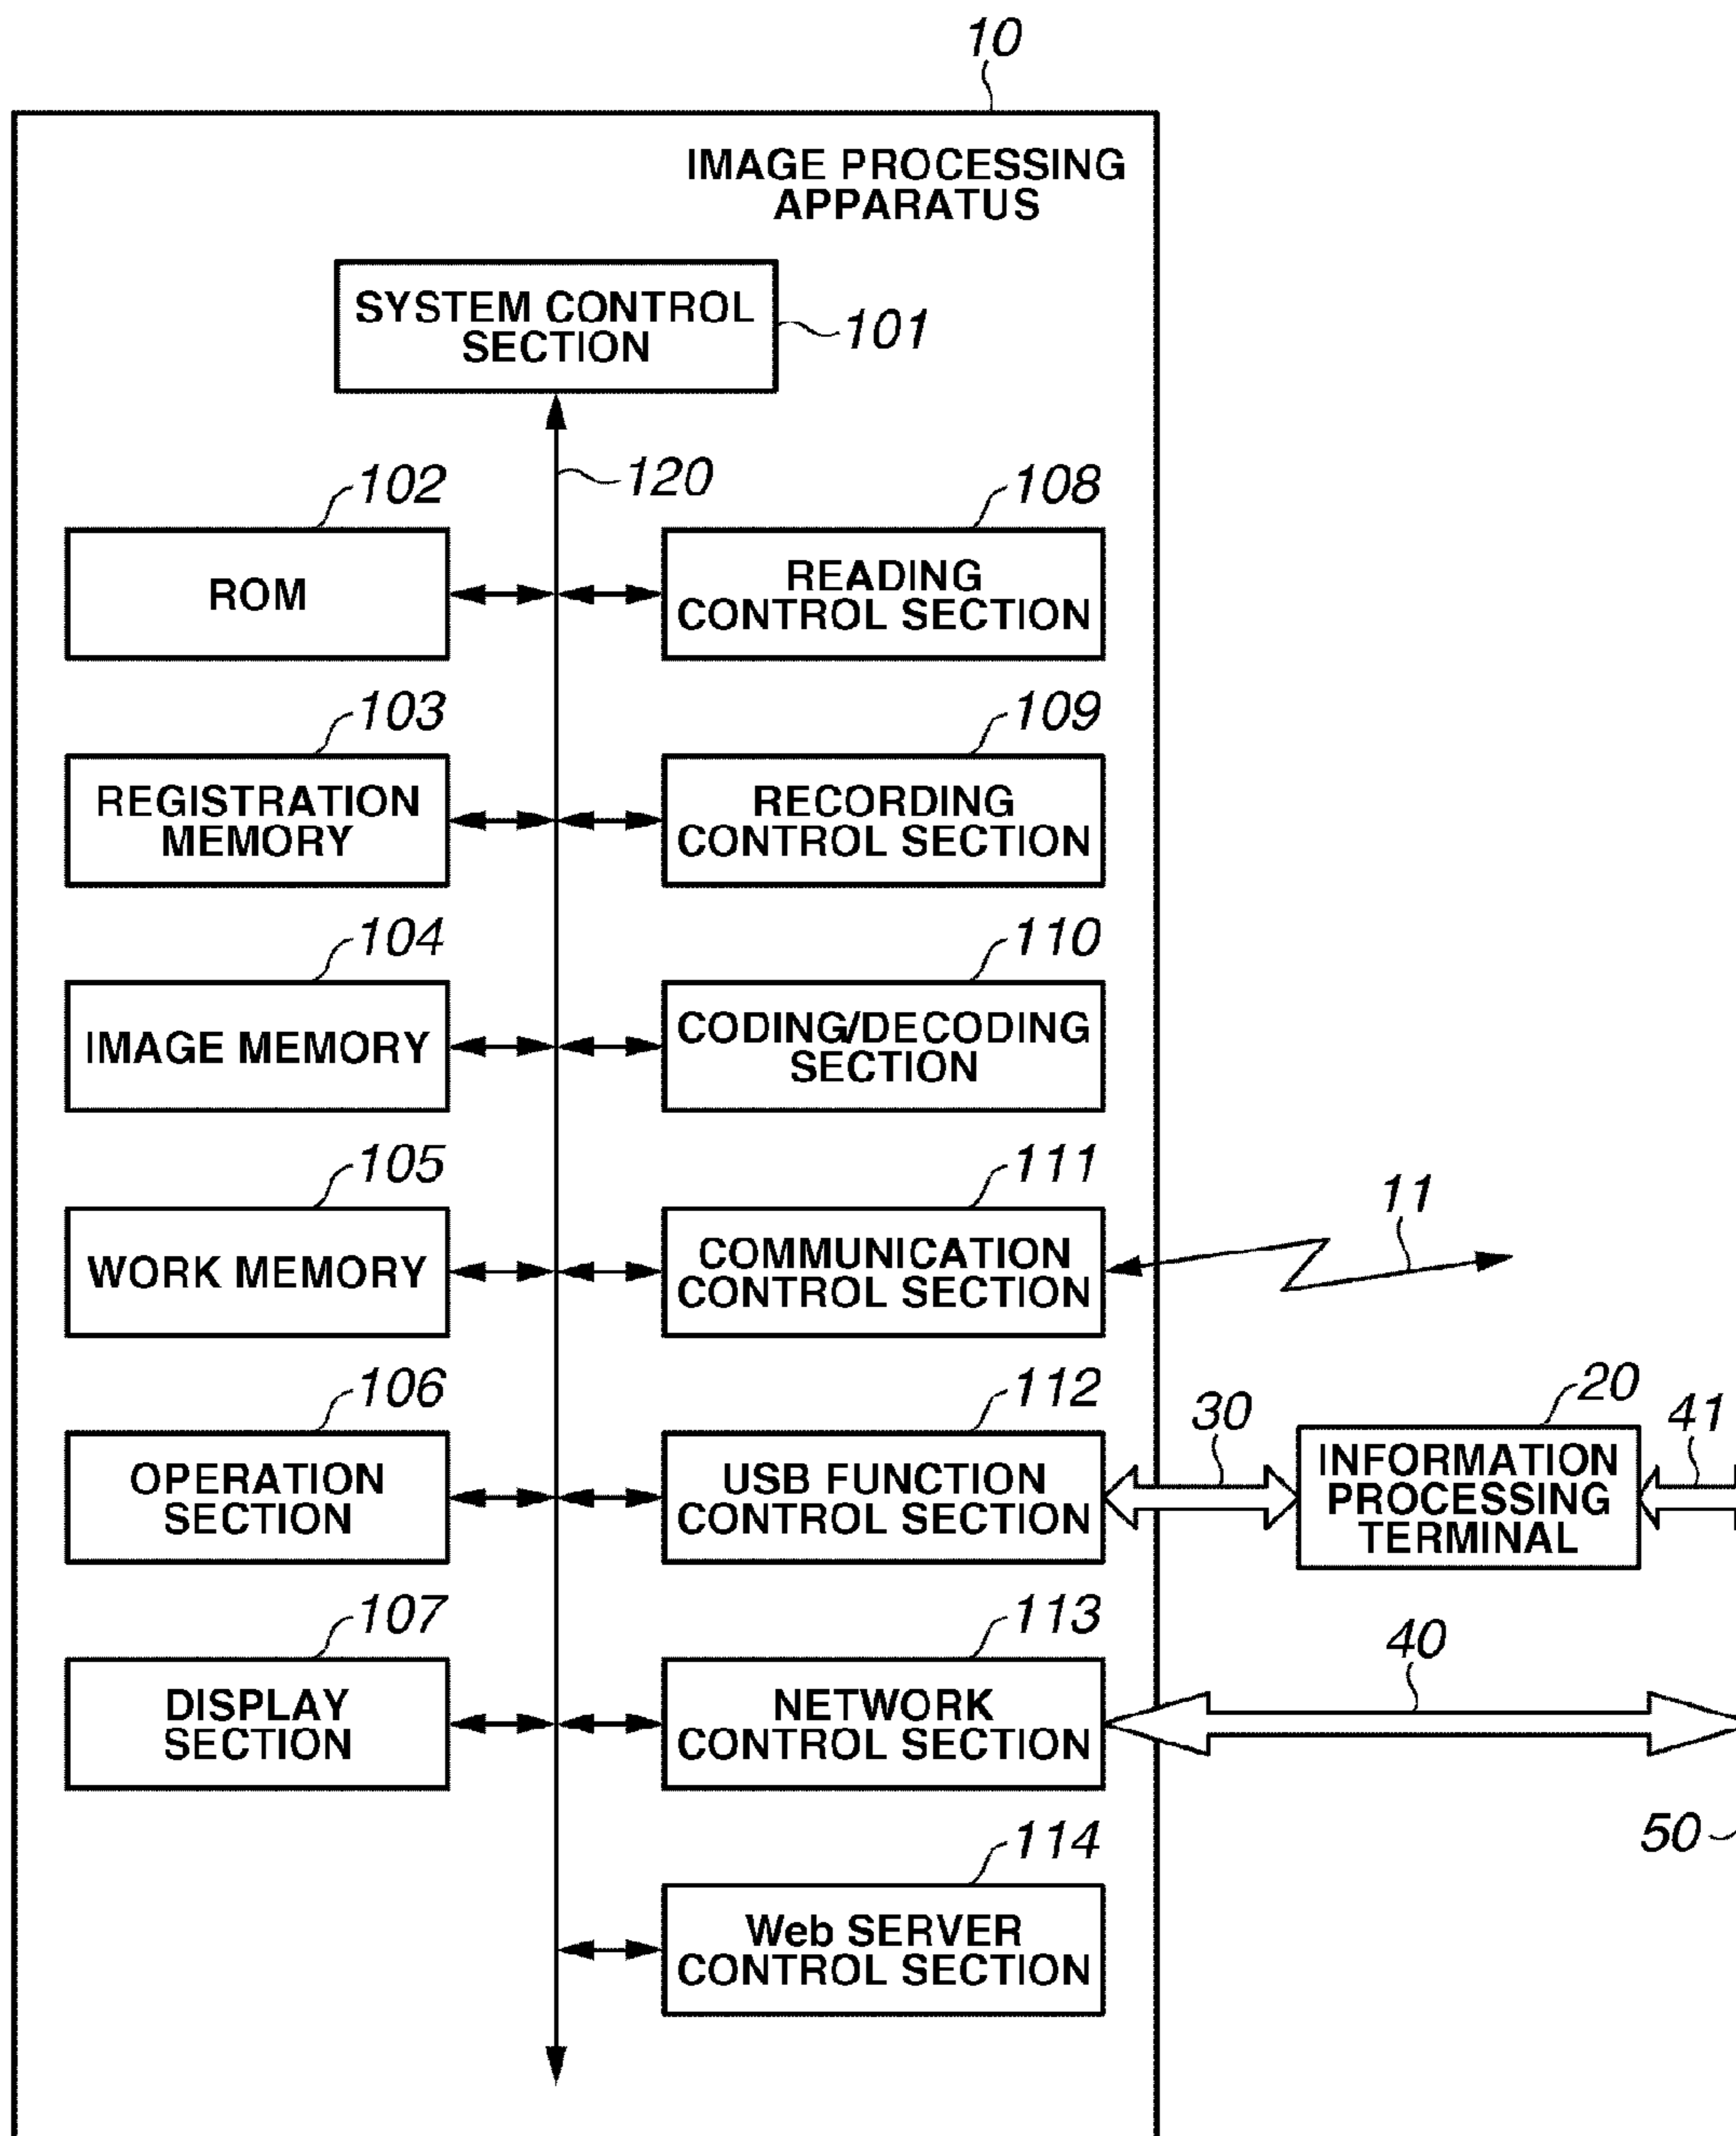 10
IMAGE PROCESSING
APPARATUS
SYSTEM CONTROL
SECTION
101
120
102
ROM
108
READING
CONTROL SECTION
103
REGISTRATION
MEMORY
109
RECORDING
CONTROL SECTION
104
IMAGE MEMORY
110
CODING/DECODING
SECTION
105
WORK MEMORY
111
COMMUNICATION
CONTROL SECTION
11
106
OPERATION
SECTION
112
USB FUNCTION
CONTROL SECTION
30
20
INFORMATION
PROCESSING
TERMINAL
41
107
DISPLAY
SECTION
113
NETWORK
CONTROL SECTION
40
50
114
Web SERVER
CONTROL SECTION